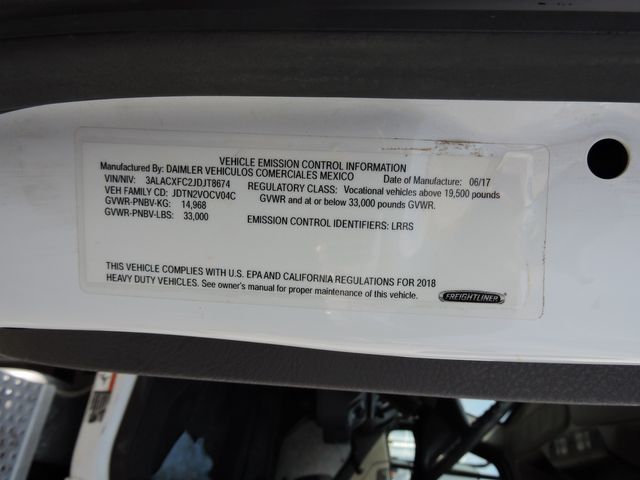 VEHICLE EMISSION CONTROL INFORMATION
Manufactured By: DAIMLER VEHICULOS COMERCIALES MEXICO
Date of Manufacture: 06/17
VIN/NIV: 3ALACXFC2JDJT8674
VEH FAMILY CD: JDTN2VOCV04C
GVWR-PNBV-KG: 14,968
GVWR-PNBV-LBS: 33,000
REGULATORY CLASS: Vocational vehicles above 19,500 pounds
GVWR and at or below 33,000 pounds GVWR.
EMISSION CONTROL IDENTIFIERS: LRRS
THIS VEHICLE COMPLIES WITH U.S. EPA AND CALIFORNIA REGULATIONS FOR 2018
HEAVY DUTY VEHICLES. See owner's manual for proper maintenance of this vehicle.
FREIGHTLINER